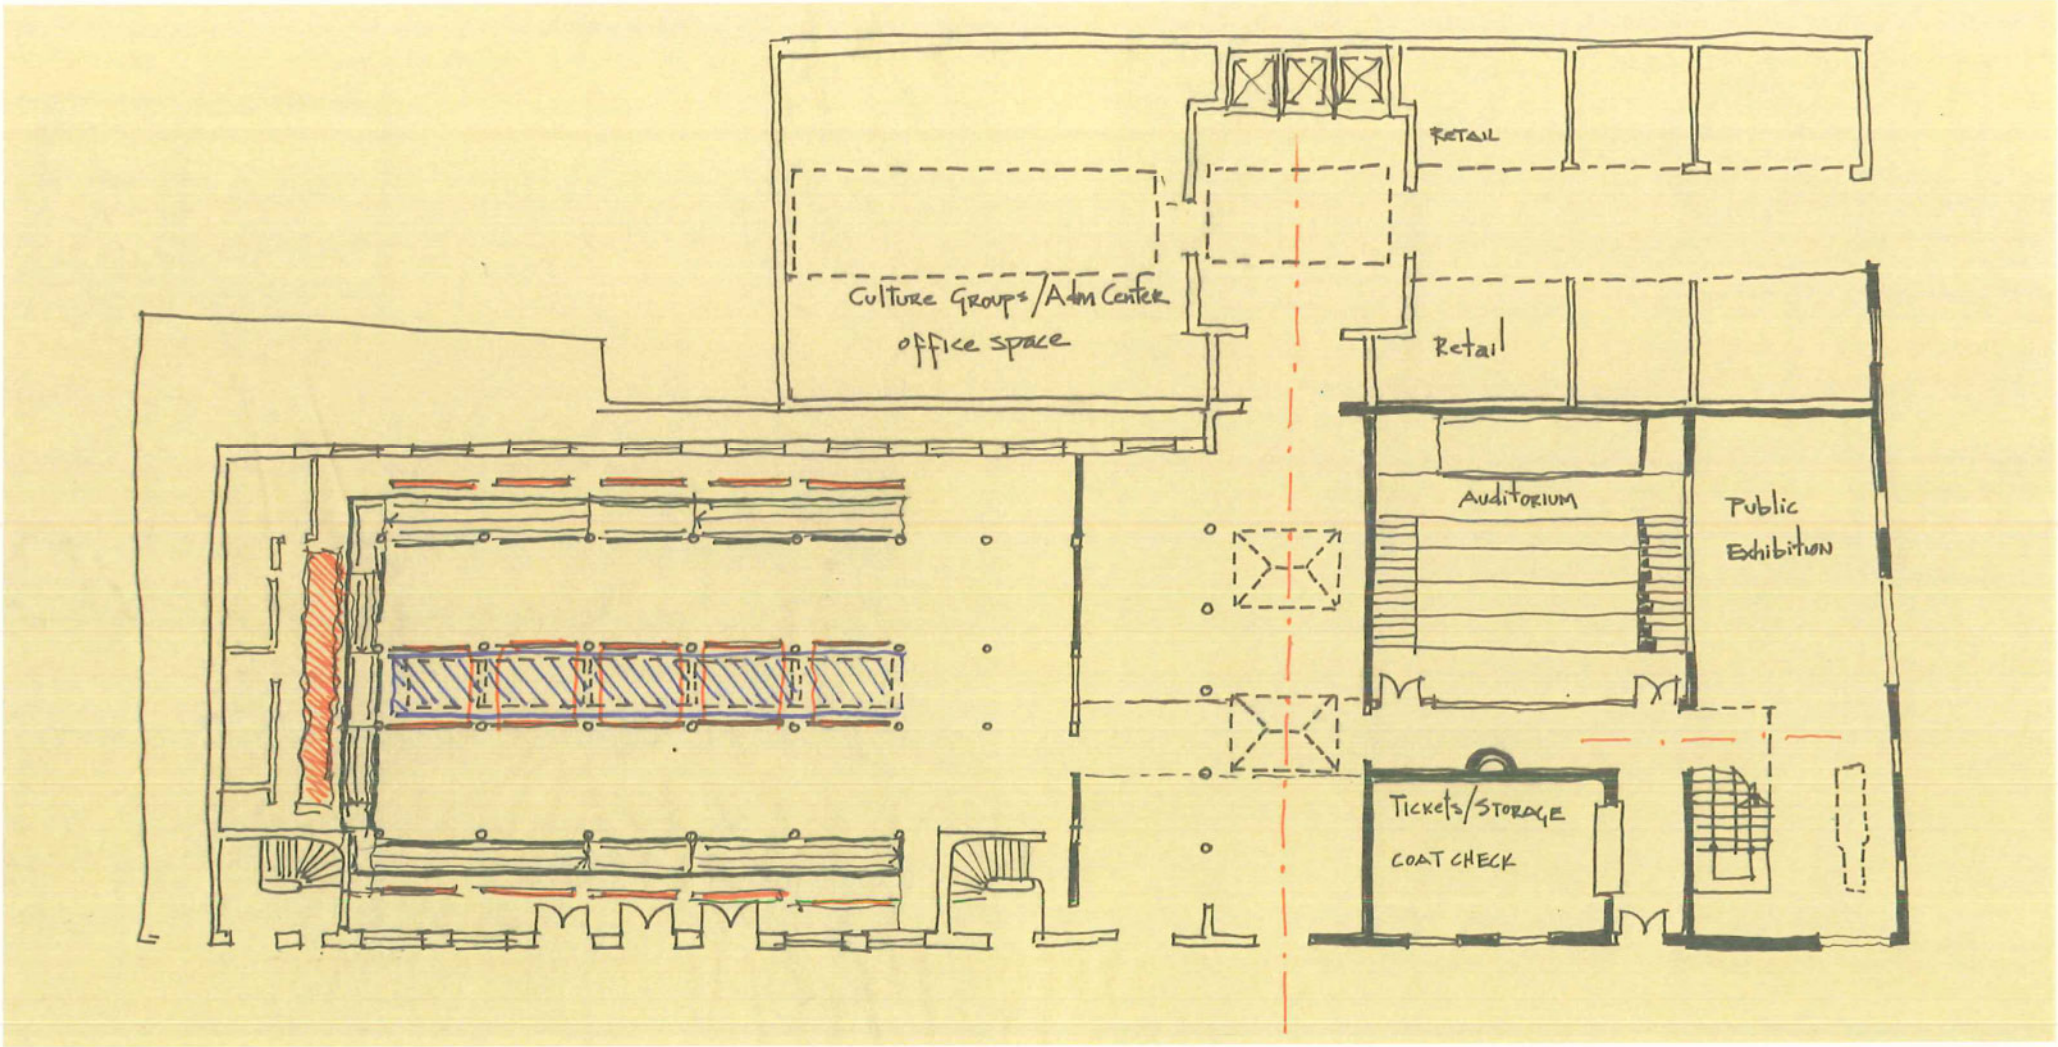 RETAIL
Culture Groups/Adm Center
office space
Retail
Auditorium
Public
Exhibition
Tickets/STORAGE
COAT CHECK